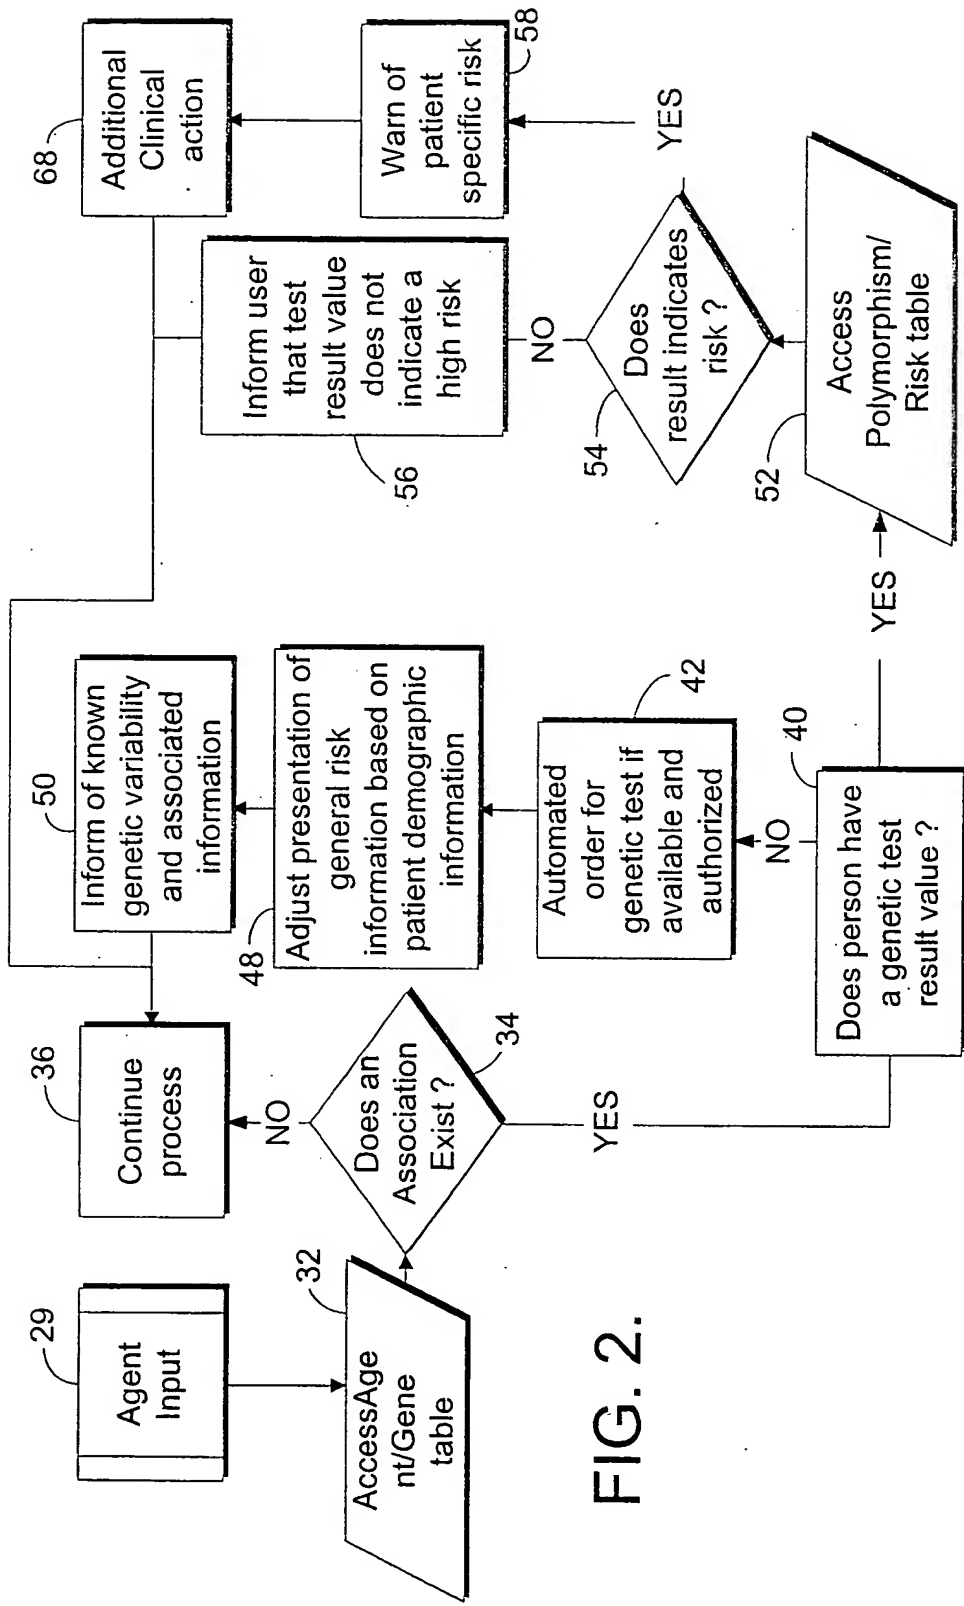 29
Agent
Input
32
AccessAge
nt/Gene
table
34
Does an
Association
Exist ?
NO
YES
36
Continue
process
50
Inform of known
genetic variability
and associated
information
48
Adjust presentation of
general risk
information based on
patient demographic
information
42
Automated
order for
genetic test if
available and
authorized
NO
40
Does person have
a genetic test
result value ?
YES
52
Access
Polymorphism/
Risk table
54
Does
result indicates
risk ?
NO
YES
56
Inform user
that test
result value
does not
indicate a
high risk
58
Warn of
patient
specific risk
68
Additional
Clinical
action
FIG. 2.